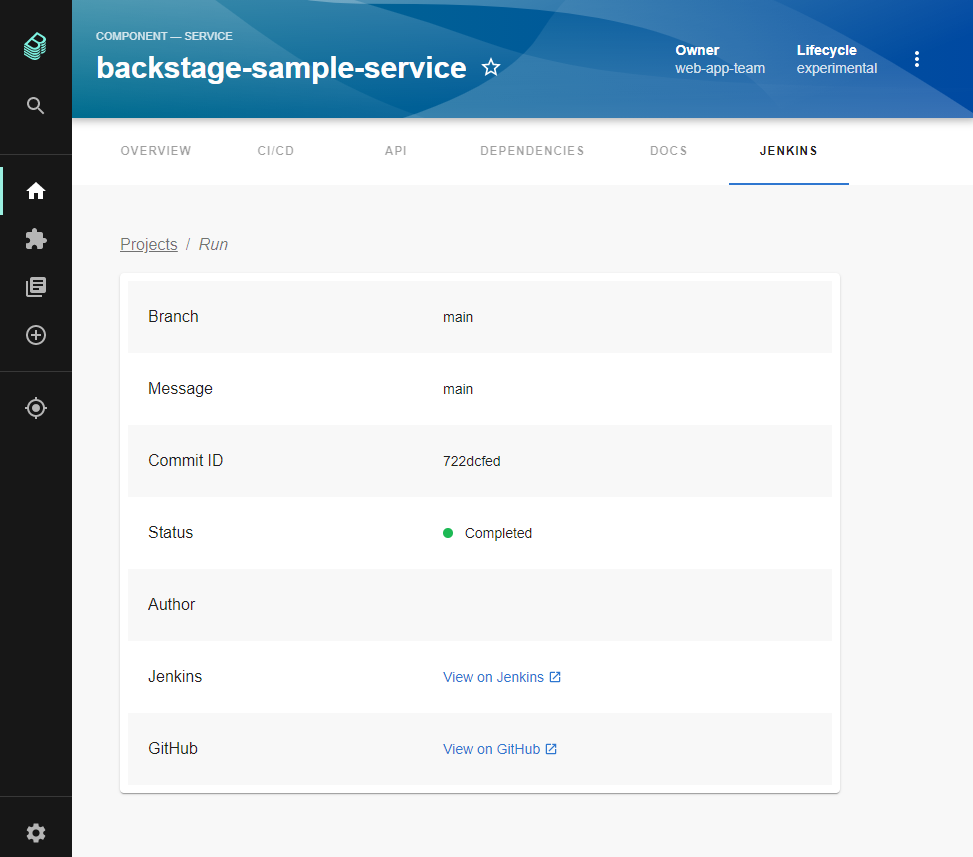 COMPONENT — SERVICE
backstage-sample-service
Owner
web-app-team
Lifecycle
experimental
OVERVIEW CI/CD API DEPENDENCIES DOCS JENKINS
Projects / Run
Branch main
Message main
Commit ID 722dcfed
Status Completed
Author
Jenkins View on Jenkins
GitHub View on GitHub